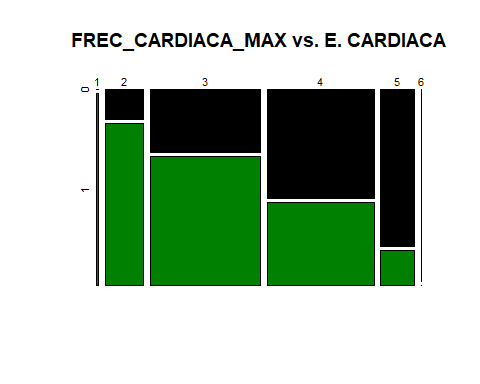 FREC_CARDIACA_MAX vs. E. CARDIACA
1 2 3 4 5 6
0
1